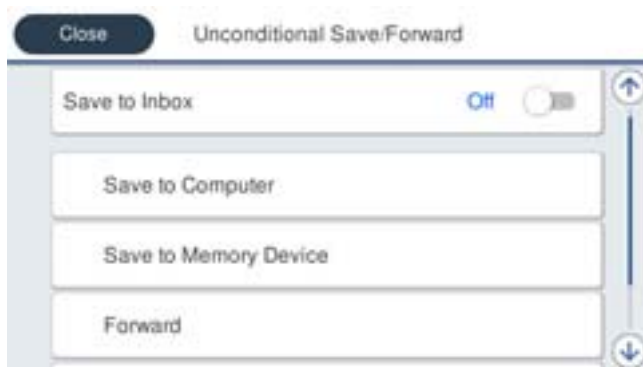 Close Unconditional Save/Forward
Save to Inbox Off
Save to Computer
Save to Memory Device
Forward